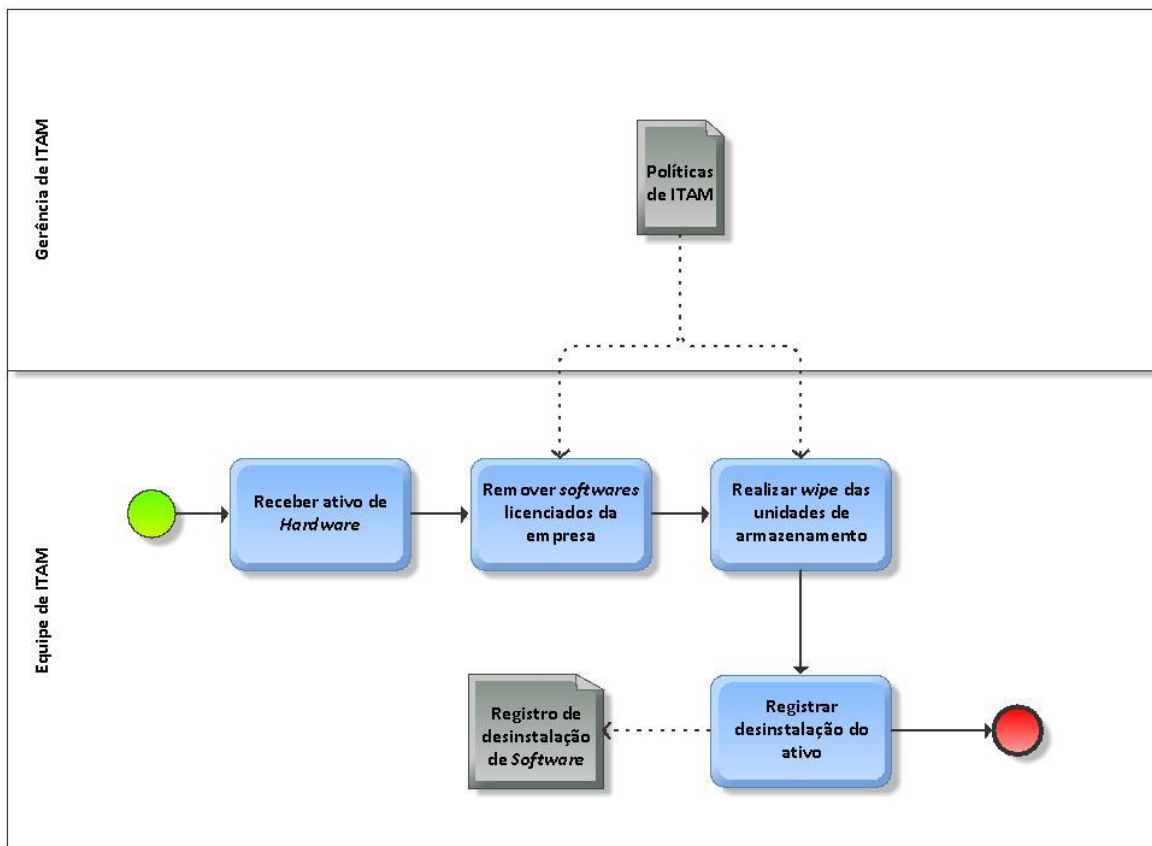 Gerência de ITAM
Políticas
de ITAM
Equipe de ITAM
Receber ativo de
Hardware
Remover softwares
licenciados da
empresa
Realizar wipe das
unidades de
armazenamento
Registro de
desinstalação
de Software
Registrar
desinstalação do
ativo